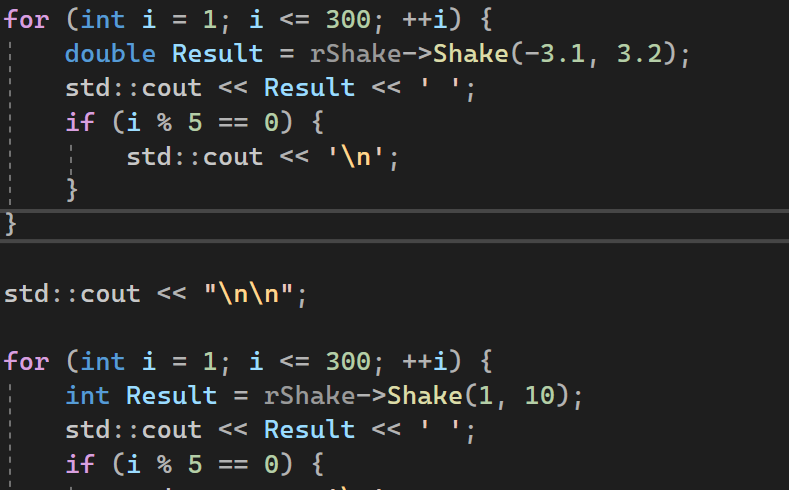 for (int i = 1; i <= 300; ++i) {
    double Result = rShake->Shake(-3.1, 3.2);
    std::cout << Result << ' ';
    if (i % 5 == 0) {
        std::cout << '\n';
    }
}
std::cout << "\n\n";
for (int i = 1; i <= 300; ++i) {
    int Result = rShake->Shake(1, 10);
    std::cout << Result << ' ';
    if (i % 5 == 0) {